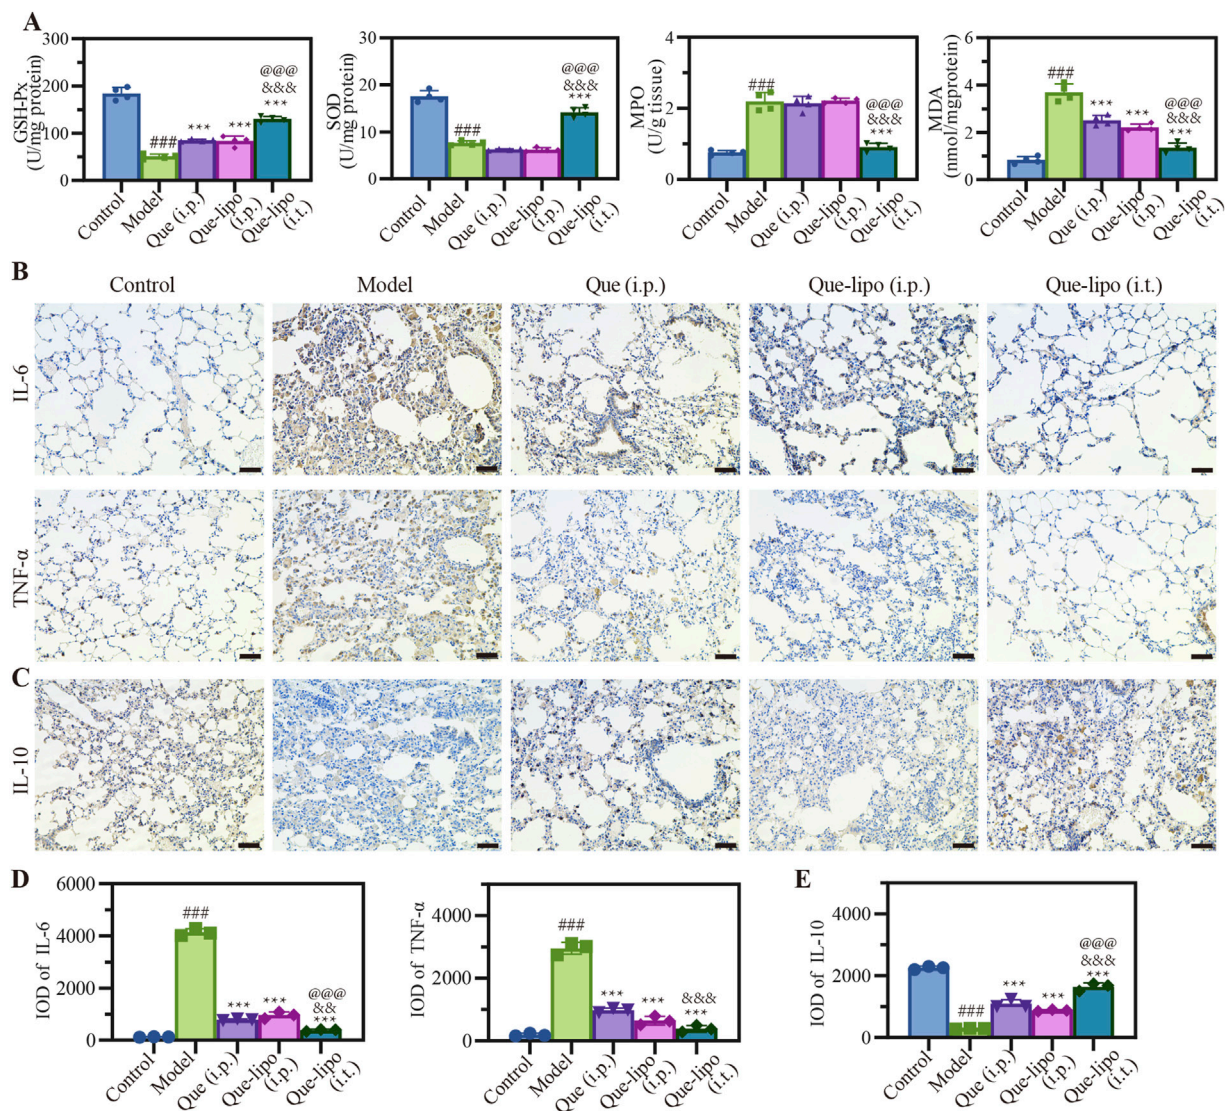 A
GSH-Px
(U/mg protein)
300
200
100
0
###
***
***
@@@
&&&
***
Control
Model
Que (i.p.)
Que-lipo
(i.p.)
Que-lipo
(i.t.)
SOD
(U/mg protein)
30
20
10
0
###
@@@
&&&
***
Control
Model
Que (i.p.)
Que-lipo
(i.p.)
Que-lipo
(i.t.)
MPO
(U/g tissue)
4
2
0
###
@@@
&&&
***
Control
Model
Que (i.p.)
Que-lipo
(i.p.)
Que-lipo
(i.t.)
MDA
(nmol/mgprotein)
6
4
2
0
###
***
***
@@@
&&&
***
Control
Model
Que (i.p.)
Que-lipo
(i.p.)
Que-lipo
(i.t.)
B
Control
Model
Que (i.p.)
Que-lipo (i.p.)
Que-lipo (i.t.)
IL-6
TNF-α
C
IL-10
D
IOD of IL-6
6000
4000
2000
0
###
***
***
@@@
&&
***
Control
Model
Que (i.p.)
Que-lipo
(i.p.)
Que-lipo
(i.t.)
IOD of TNF-α
4000
2000
0
###
***
***
&&&
***
Control
Model
Que (i.p.)
Que-lipo
(i.p.)
Que-lipo
(i.t.)
E
IOD of IL-10
4000
2000
0
###
***
***
@@@
&&&
***
Control
Model
Que (i.p.)
Que-lipo
(i.p.)
Que-lipo
(i.t.)